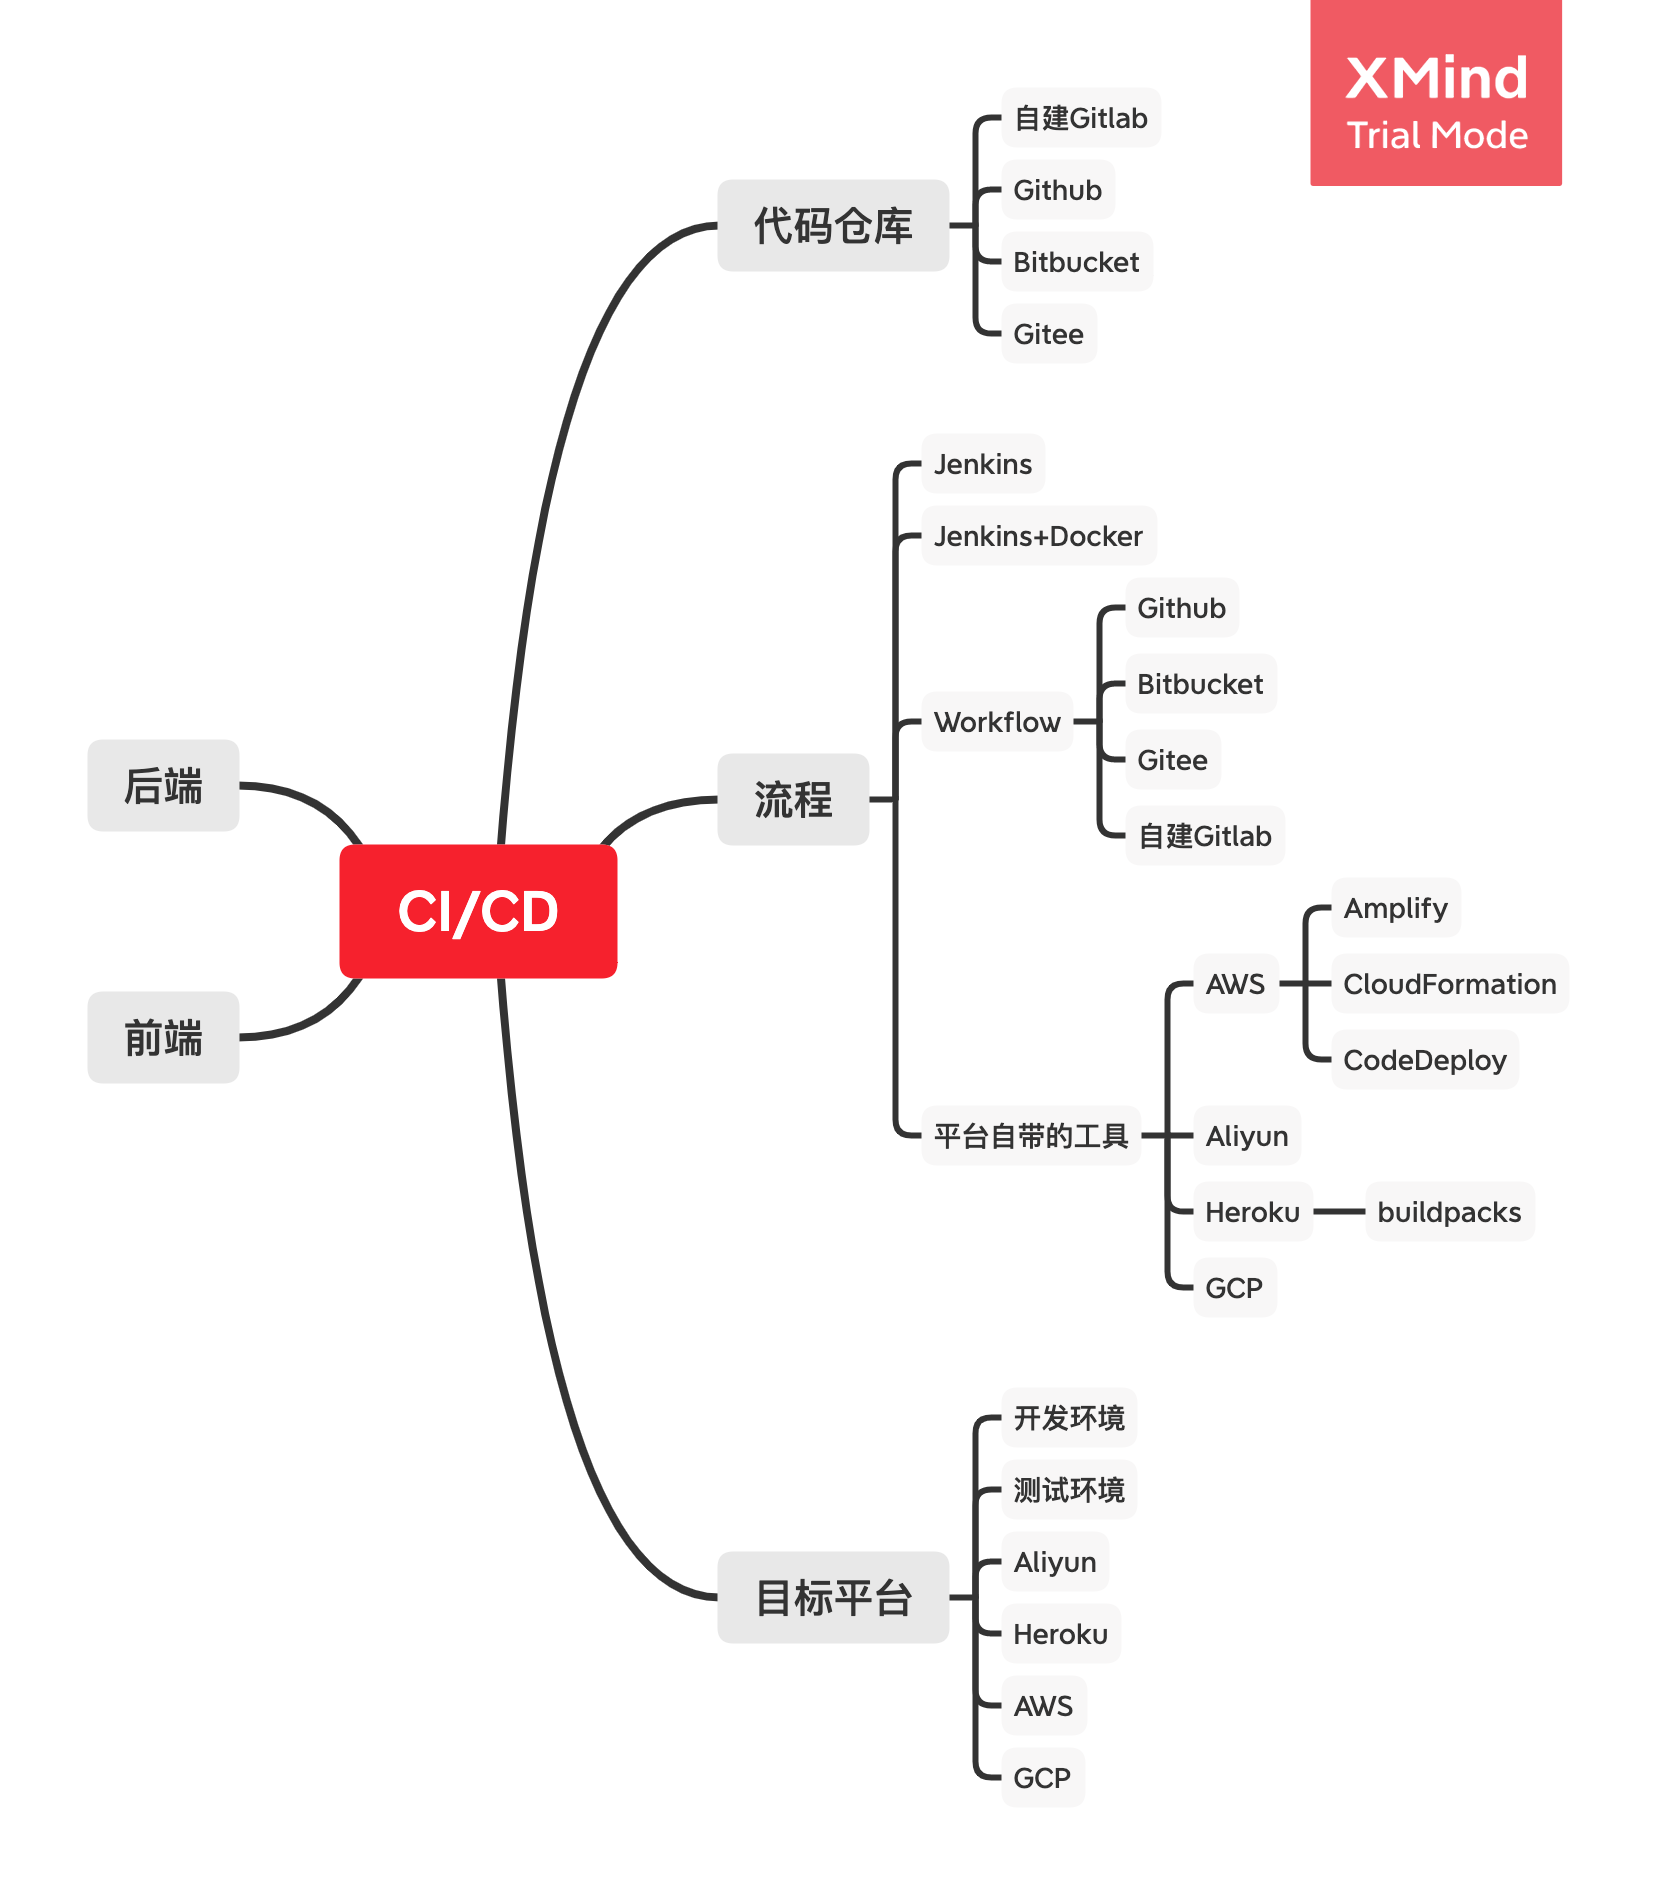 XMind
Trial Mode
自建Gitlab
Github
代码仓库
Bitbucket
Gitee
Jenkins
Jenkins+Docker
Github
Bitbucket
Workflow
Gitee
后端
流程
自建Gitlab
CI/CD
Amplify
AWS
CloudFormation
前端
CodeDeploy
平台自带的工具
Aliyun
Heroku
buildpacks
GCP
开发环境
测试环境
Aliyun
目标平台
Heroku
AWS
GCP